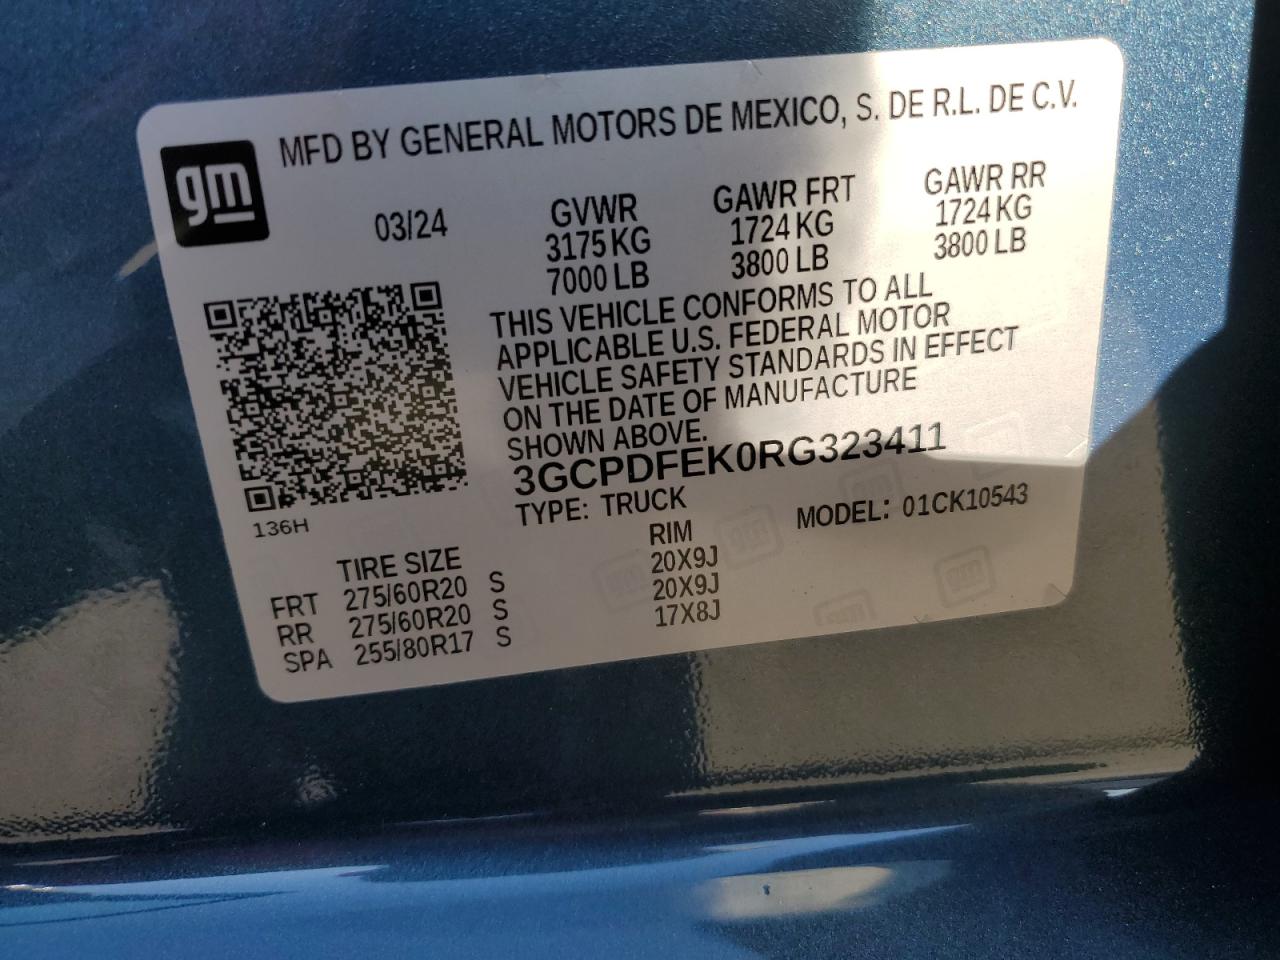 MFD BY GENERAL MOTORS DE MEXICO, S. DE R.L. DE C.V.
gm
03/24
GVWR GAWR FRT GAWR RR
3175 KG 1724 KG 1724 KG
7000 LB 3800 LB 3800 LB
THIS VEHICLE CONFORMS TO ALL
APPLICABLE U.S. FEDERAL MOTOR
VEHICLE SAFETY STANDARDS IN EFFECT
ON THE DATE OF MANUFACTURE
SHOWN ABOVE.
3GCPDFEK0RG323411
TYPE: TRUCK MODEL: 01CK10543
136H
TIRE SIZE RIM
FRT 275/60R20 S 20X9J
RR 275/60R20 S 20X9J
SPA 255/80R17 S 17X8J